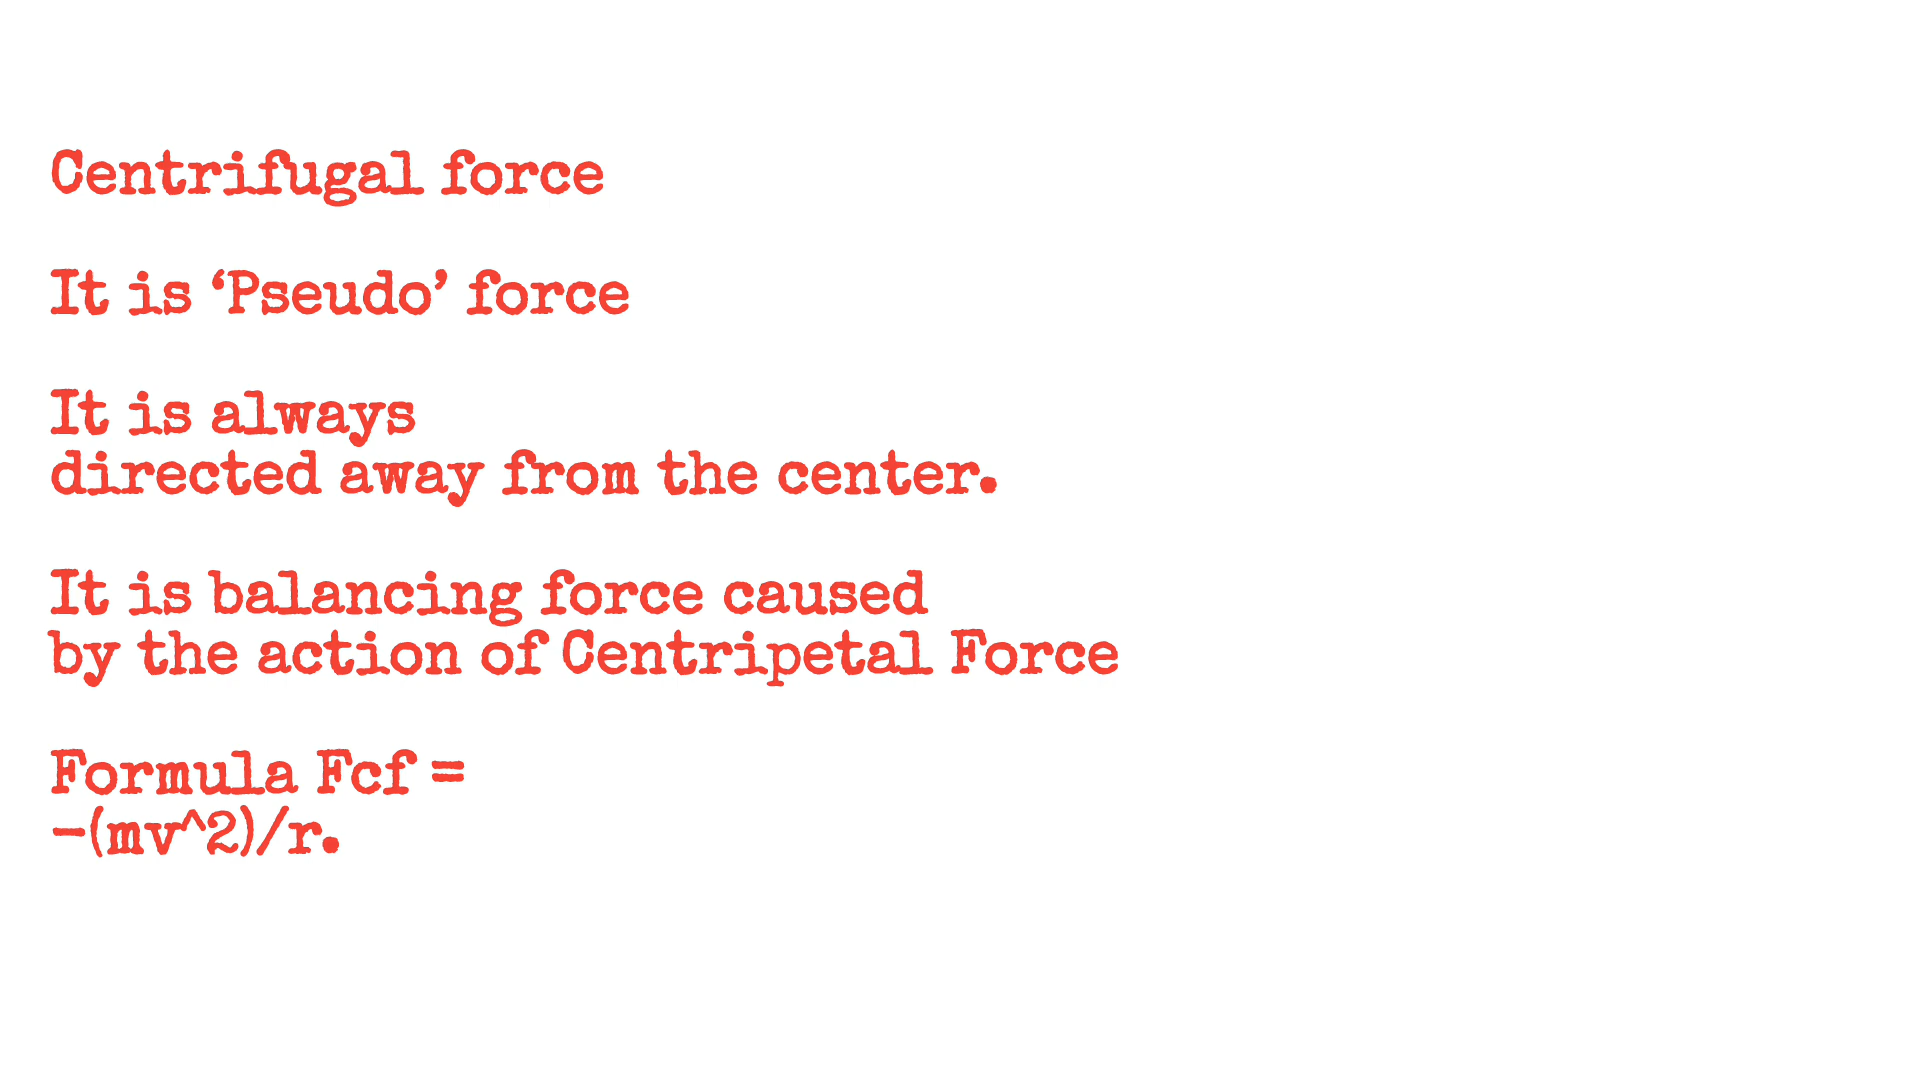 Centrifugal force
It is ‘Pseudo’ force
It is always
directed away from the center.
It is balancing force caused
by the action of Centripetal Force
Formula Fcf =
-(mv^2)/r.